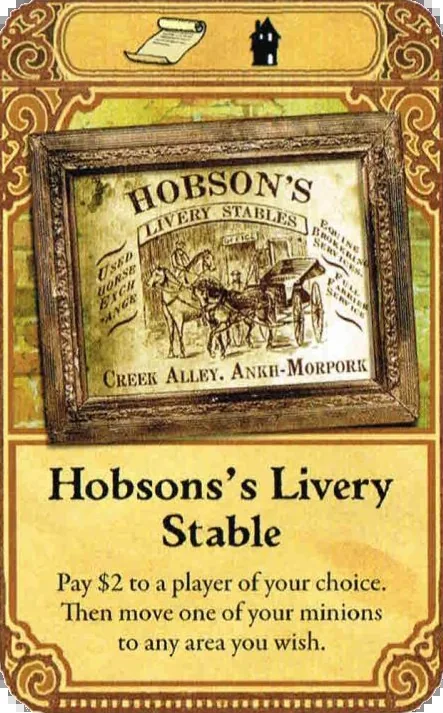 HOBSON'S
LIVERY STABLES
OFFICE
USED
HORSE
EXCH
-ANGE
EQUINE
BROKING
SERVICES.
FULL
FARRIER
SERVICE
CREEK ALLEY. ANKH-MORPORK
Hobsons's Livery
Stable
Pay $2 to a player of your choice.
Then move one of your minions
to any area you wish.